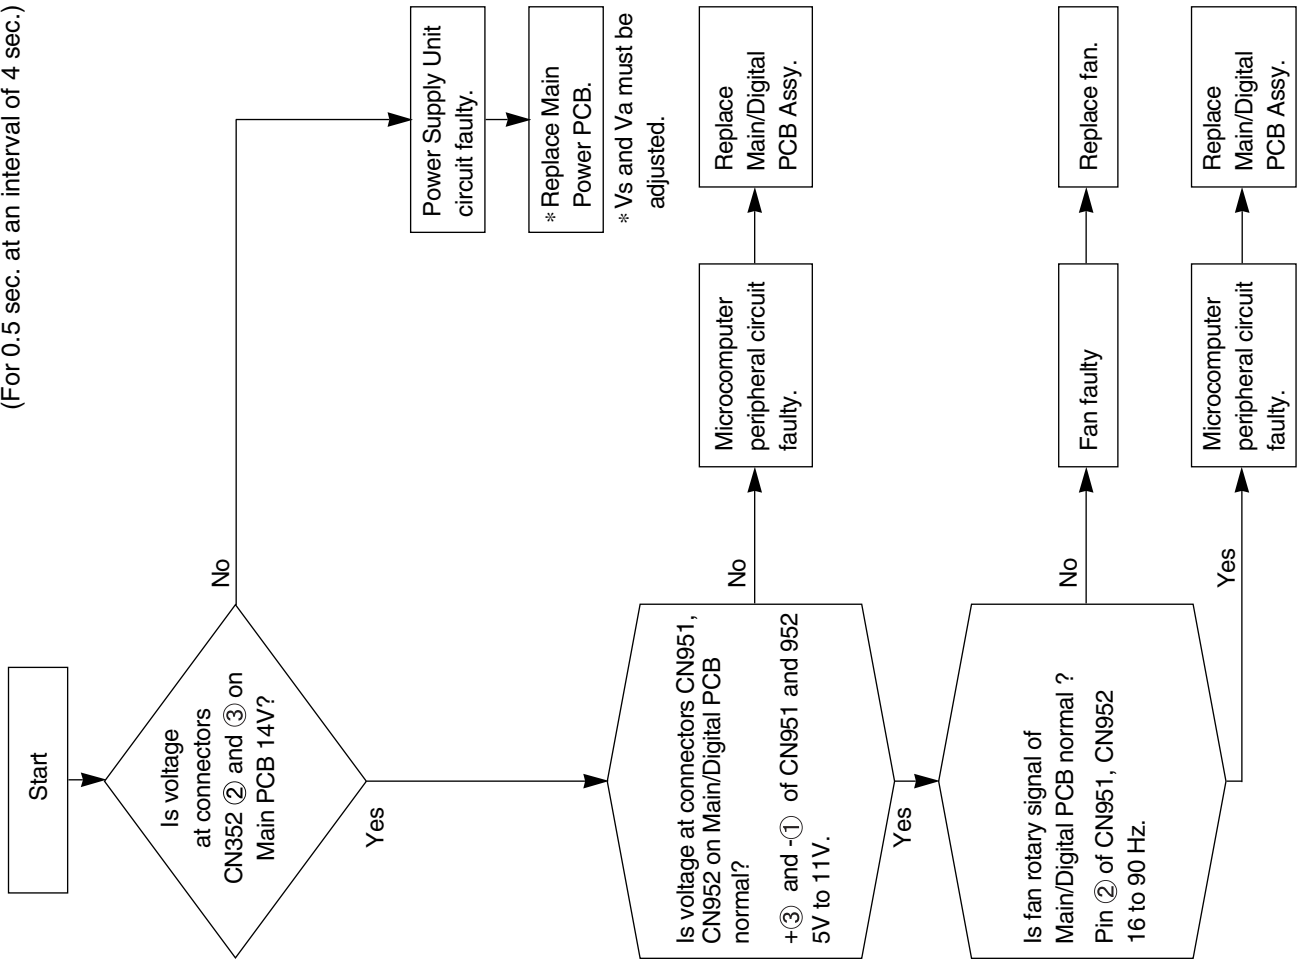 (For 0.5 sec. at an interval of 4 sec.)
Start
Is voltage
at connectors
CN352 ② and ③ on
Main PCB 14V?
No
Power Supply Unit
circuit faulty.
* Replace Main
Power PCB.
* Vs and Va must be
adjusted.
Yes
Is voltage at connectors CN951,
CN952 on Main/Digital PCB
normal?
+③ and -① of CN951 and 952
5V to 11V.
No
Microcomputer
peripheral circuit
faulty.
Replace
Main/Digital
PCB Assy.
Yes
Is fan rotary signal of
Main/Digital PCB normal ?
Pin ② of CN951, CN952
16 to 90 Hz.
No
Fan faulty
Replace fan.
Yes
Microcomputer
peripheral circuit
faulty.
Replace
Main/Digital
PCB Assy.